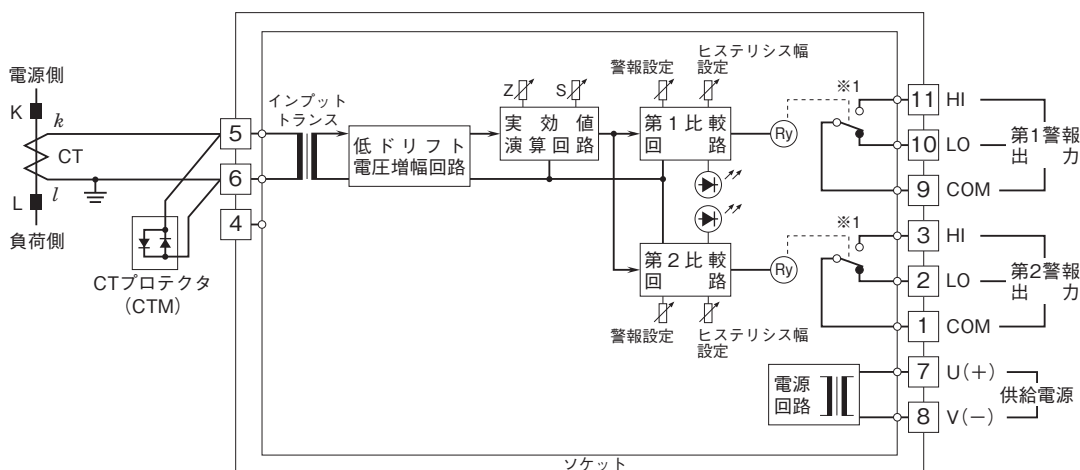 電源側
K
k
CT
l
L
負荷側
CTプロテクタ
(CTM)
5
6
4
インプット
トランス
低ドリフト
電圧増幅回路
Z
S
実効値
演算回路
警報設定
ヒステリシス幅
設定
第1比較
回路
Ry
※1
11 HI
10 LO
9 COM
第1警報
出力
第2比較
回路
警報設定
ヒステリシス幅
設定
Ry
※1
3 HI
2 LO
1 COM
第2警報
出力
電源
回路
7 U(+)
8 V(−)
供給電源
ソケット